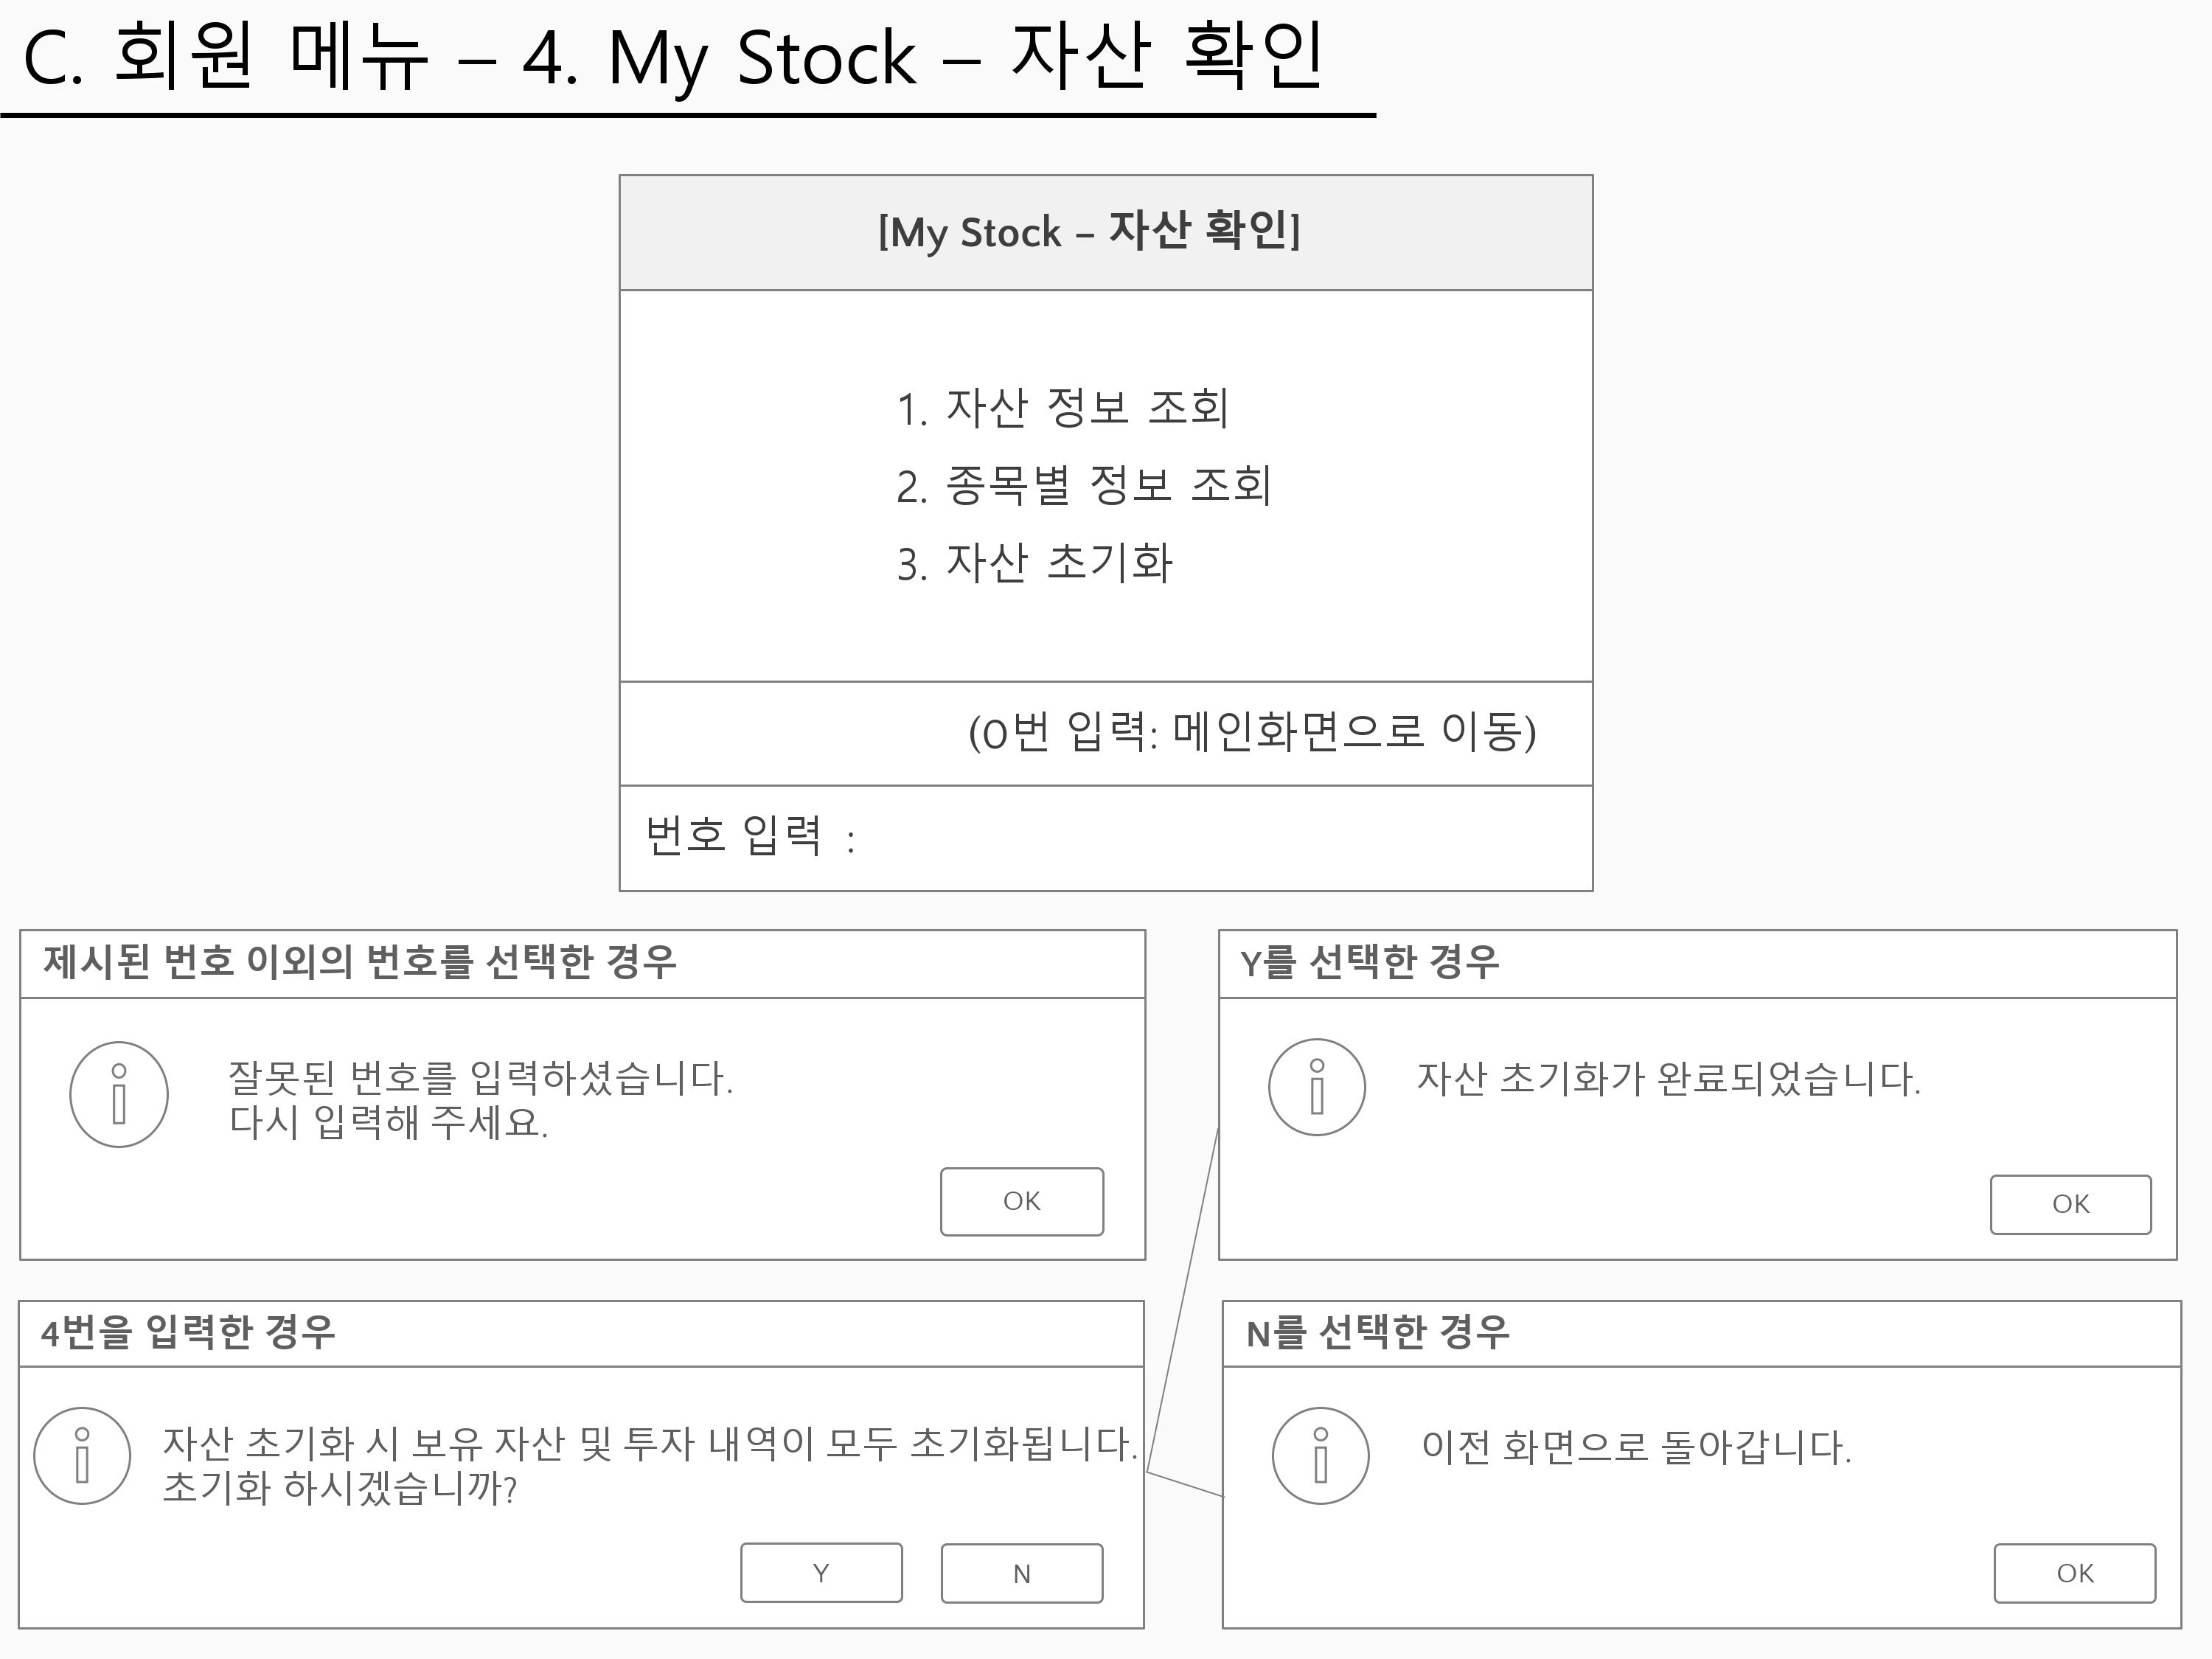 C. 회원 메뉴 – 4. My Stock – 자산 확인
[My Stock – 자산 확인]
1. 자산 정보 조회
2. 종목별 정보 조회
3. 자산 초기화
(0번 입력: 메인화면으로 이동)
번호 입력 :
제시된 번호 이외의 번호를 선택한 경우
잘못된 번호를 입력하셨습니다.
다시 입력해 주세요.
OK
Y를 선택한 경우
자산 초기화가 완료되었습니다.
OK
4번을 입력한 경우
자산 초기화 시 보유 자산 및 투자 내역이 모두 초기화됩니다.
초기화 하시겠습니까?
Y N
N를 선택한 경우
이전 화면으로 돌아갑니다.
OK